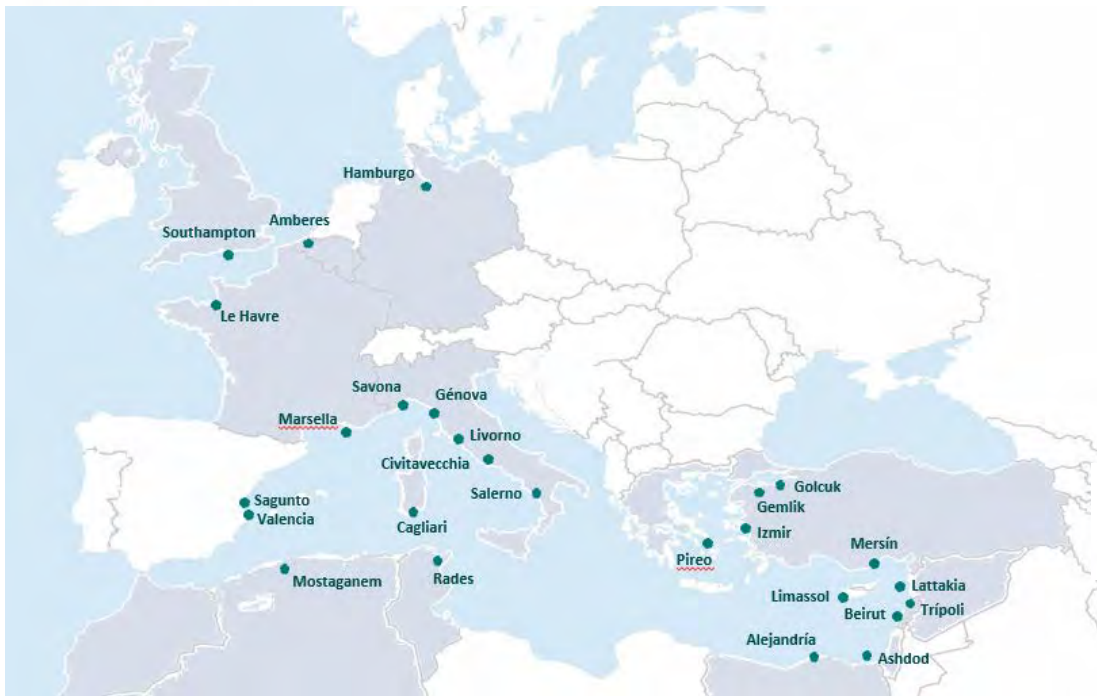 Hamburgo
Amberes
Southampton
Le Havre
Savona
Génova
Marsella
Livorno
Civitavecchia
Salerno
Sagunto
Valencia
Cagliari
Golcuk
Gemlik
Izmir
Pireo
Mersín
Mostaganem
Rades
Lattakia
Limassol
Trípoli
Beirut
Alejandría
Ashdod